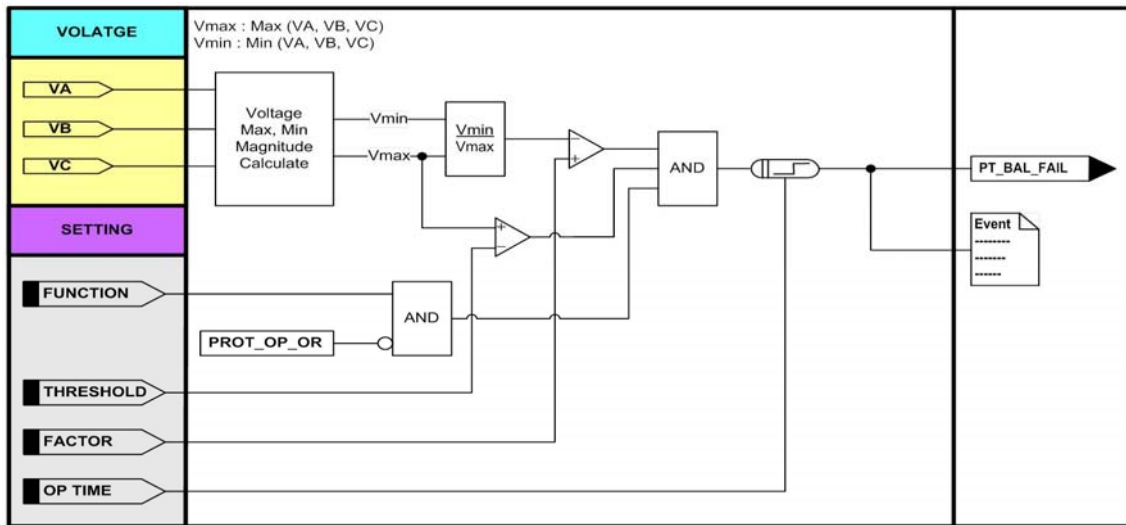 VOLATGE
Vmax : Max (VA, VB, VC)
Vmin : Min (VA, VB, VC)
VA
VB
VC
Voltage
Max, Min
Magnitude
Calculate
Vmin
Vmax
Vmin
Vmax
AND
PT_BAL_FAIL
Event
--------
-------
------
SETTING
FUNCTION
AND
PROT_OP_OR
THRESHOLD
FACTOR
OP TIME